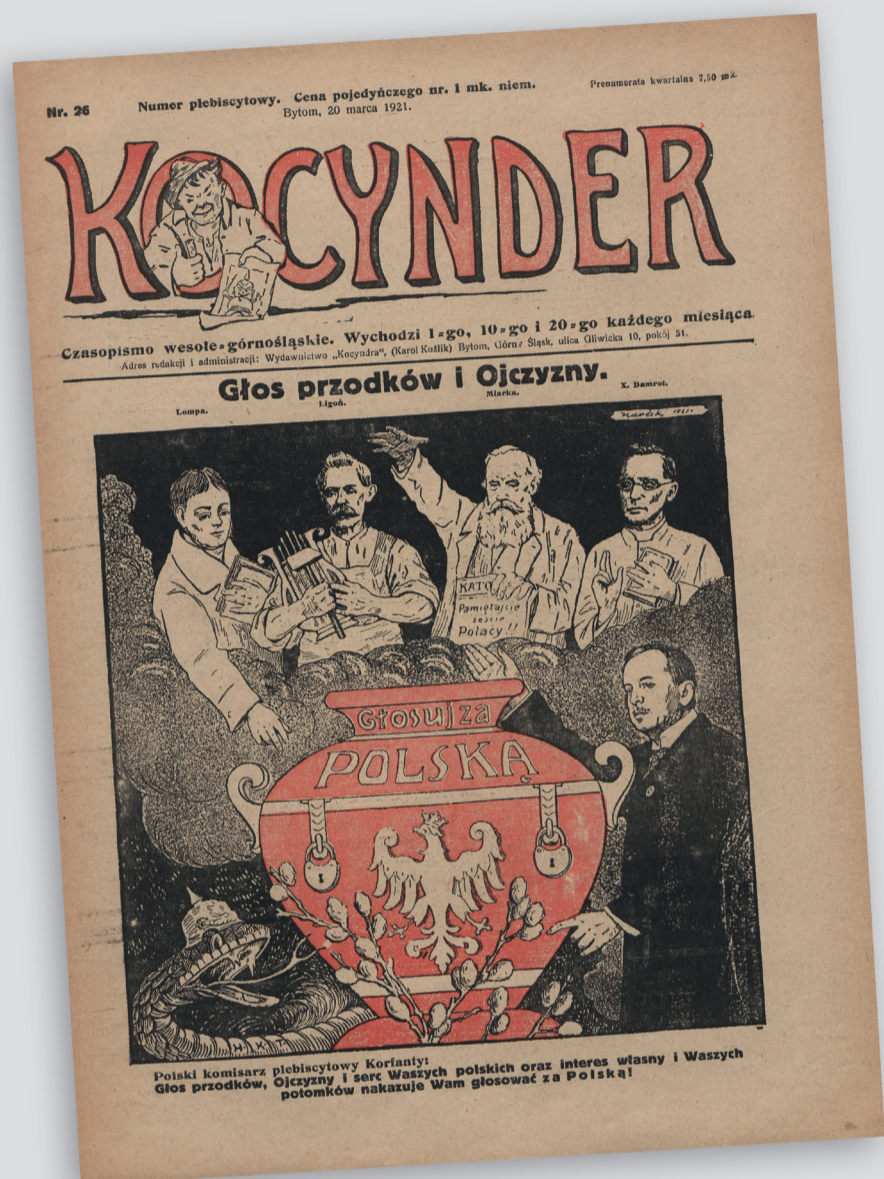 Nr. 26
Numer plebiscytowy. Cena pojedyńczego nr. 1 mk. niem.
Prenumerata kwartalna 7,50 mk.
Bytom, 20 marca 1921.
KOCYNDER
Czasopismo wesołe-górnośląskie. Wychodzi 1-go, 10-go i 20-go każdego miesiąca
Adres redakcji i administracji: Wydawnictwo „Kocyndra”, (Karol Koźlik) Bytom, Górny Śląsk, ulica Gliwicka 10, pokój 51.
Głos przodków i Ojczyzny.
Lompa. Ligoń. Miarka. X. Damrot.
1921.
KATO
Pamiętajcie
żeście
Polacy!!
Głosuj za
POLSKĄ
H.K.T.
Polski komisarz plebiscytowy Korfanty:
Głos przodków, Ojczyzny i serc Waszych polskich oraz interes własny i Waszych
potomków nakazuje Wam głosować za Polską!